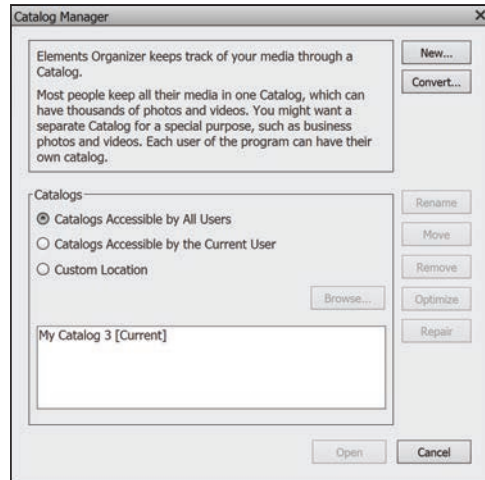 Catalog Manager
Elements Organizer keeps track of your media through a
Catalog.
Most people keep all their media in one Catalog, which can
have thousands of photos and videos. You might want a
separate Catalog for a special purpose, such as business
photos and videos. Each user of the program can have their
own catalog.
New...
Convert...
Catalogs
Catalogs Accessible by All Users
Catalogs Accessible by the Current User
Custom Location
Browse...
My Catalog 3 [Current]
Rename
Move
Remove
Optimize
Repair
Open
Cancel